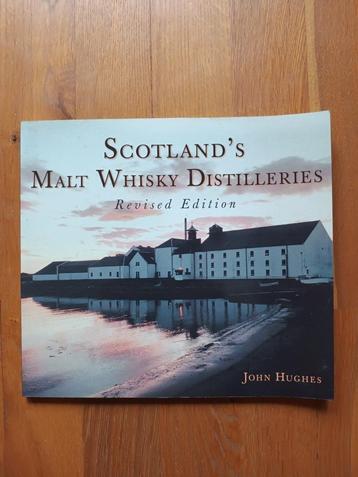 Scotland's
Malt Whisky Distilleries
Revised Edition
John Hughes